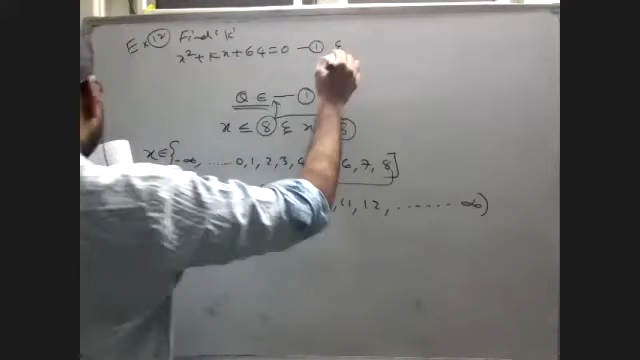 Ex (12) Find 'k'
x² + kx + 64 = 0 — (1) &
Q E — (1)
x ≤ (8) & x (8)
x ∈ {-∞, ...... 0, 1, 2, 3, 4 6, 7, 8]
, 11, 12, ....... ∞)